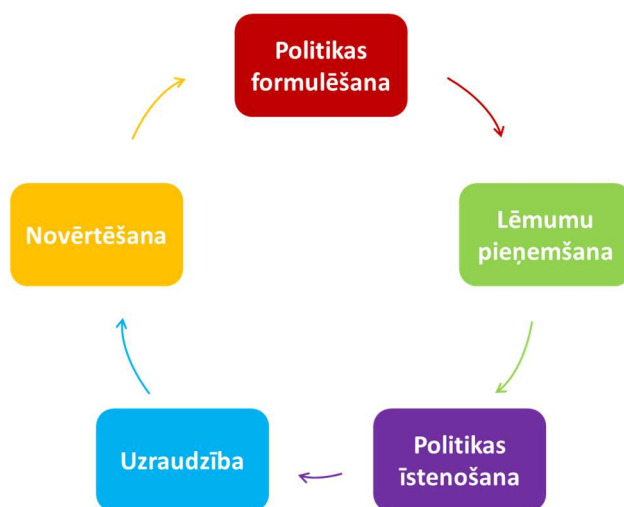 Politikas
formulēšana
Lēmumu
pieņemšana
Politikas
īstenošana
Uzraudzība
Novērtēšana